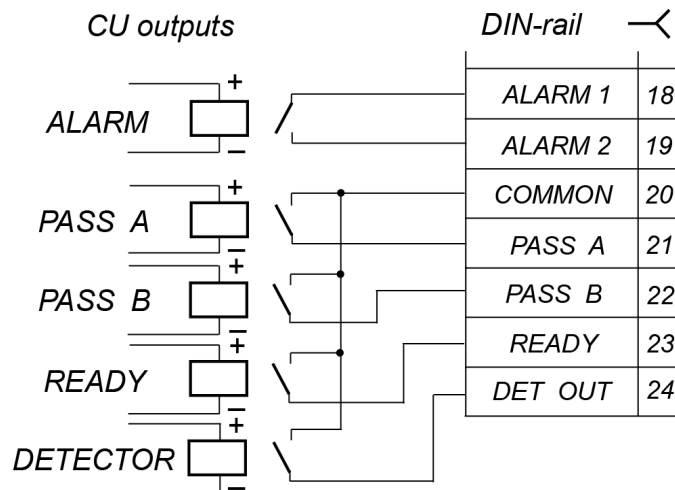 CU outputs
DIN-rail
ALARM
+
−
ALARM 1 18
ALARM 2 19
COMMON 20
PASS A
+
−
PASS A 21
PASS B
+
−
PASS B 22
READY
+
−
READY 23
DETECTOR
+
−
DET OUT 24